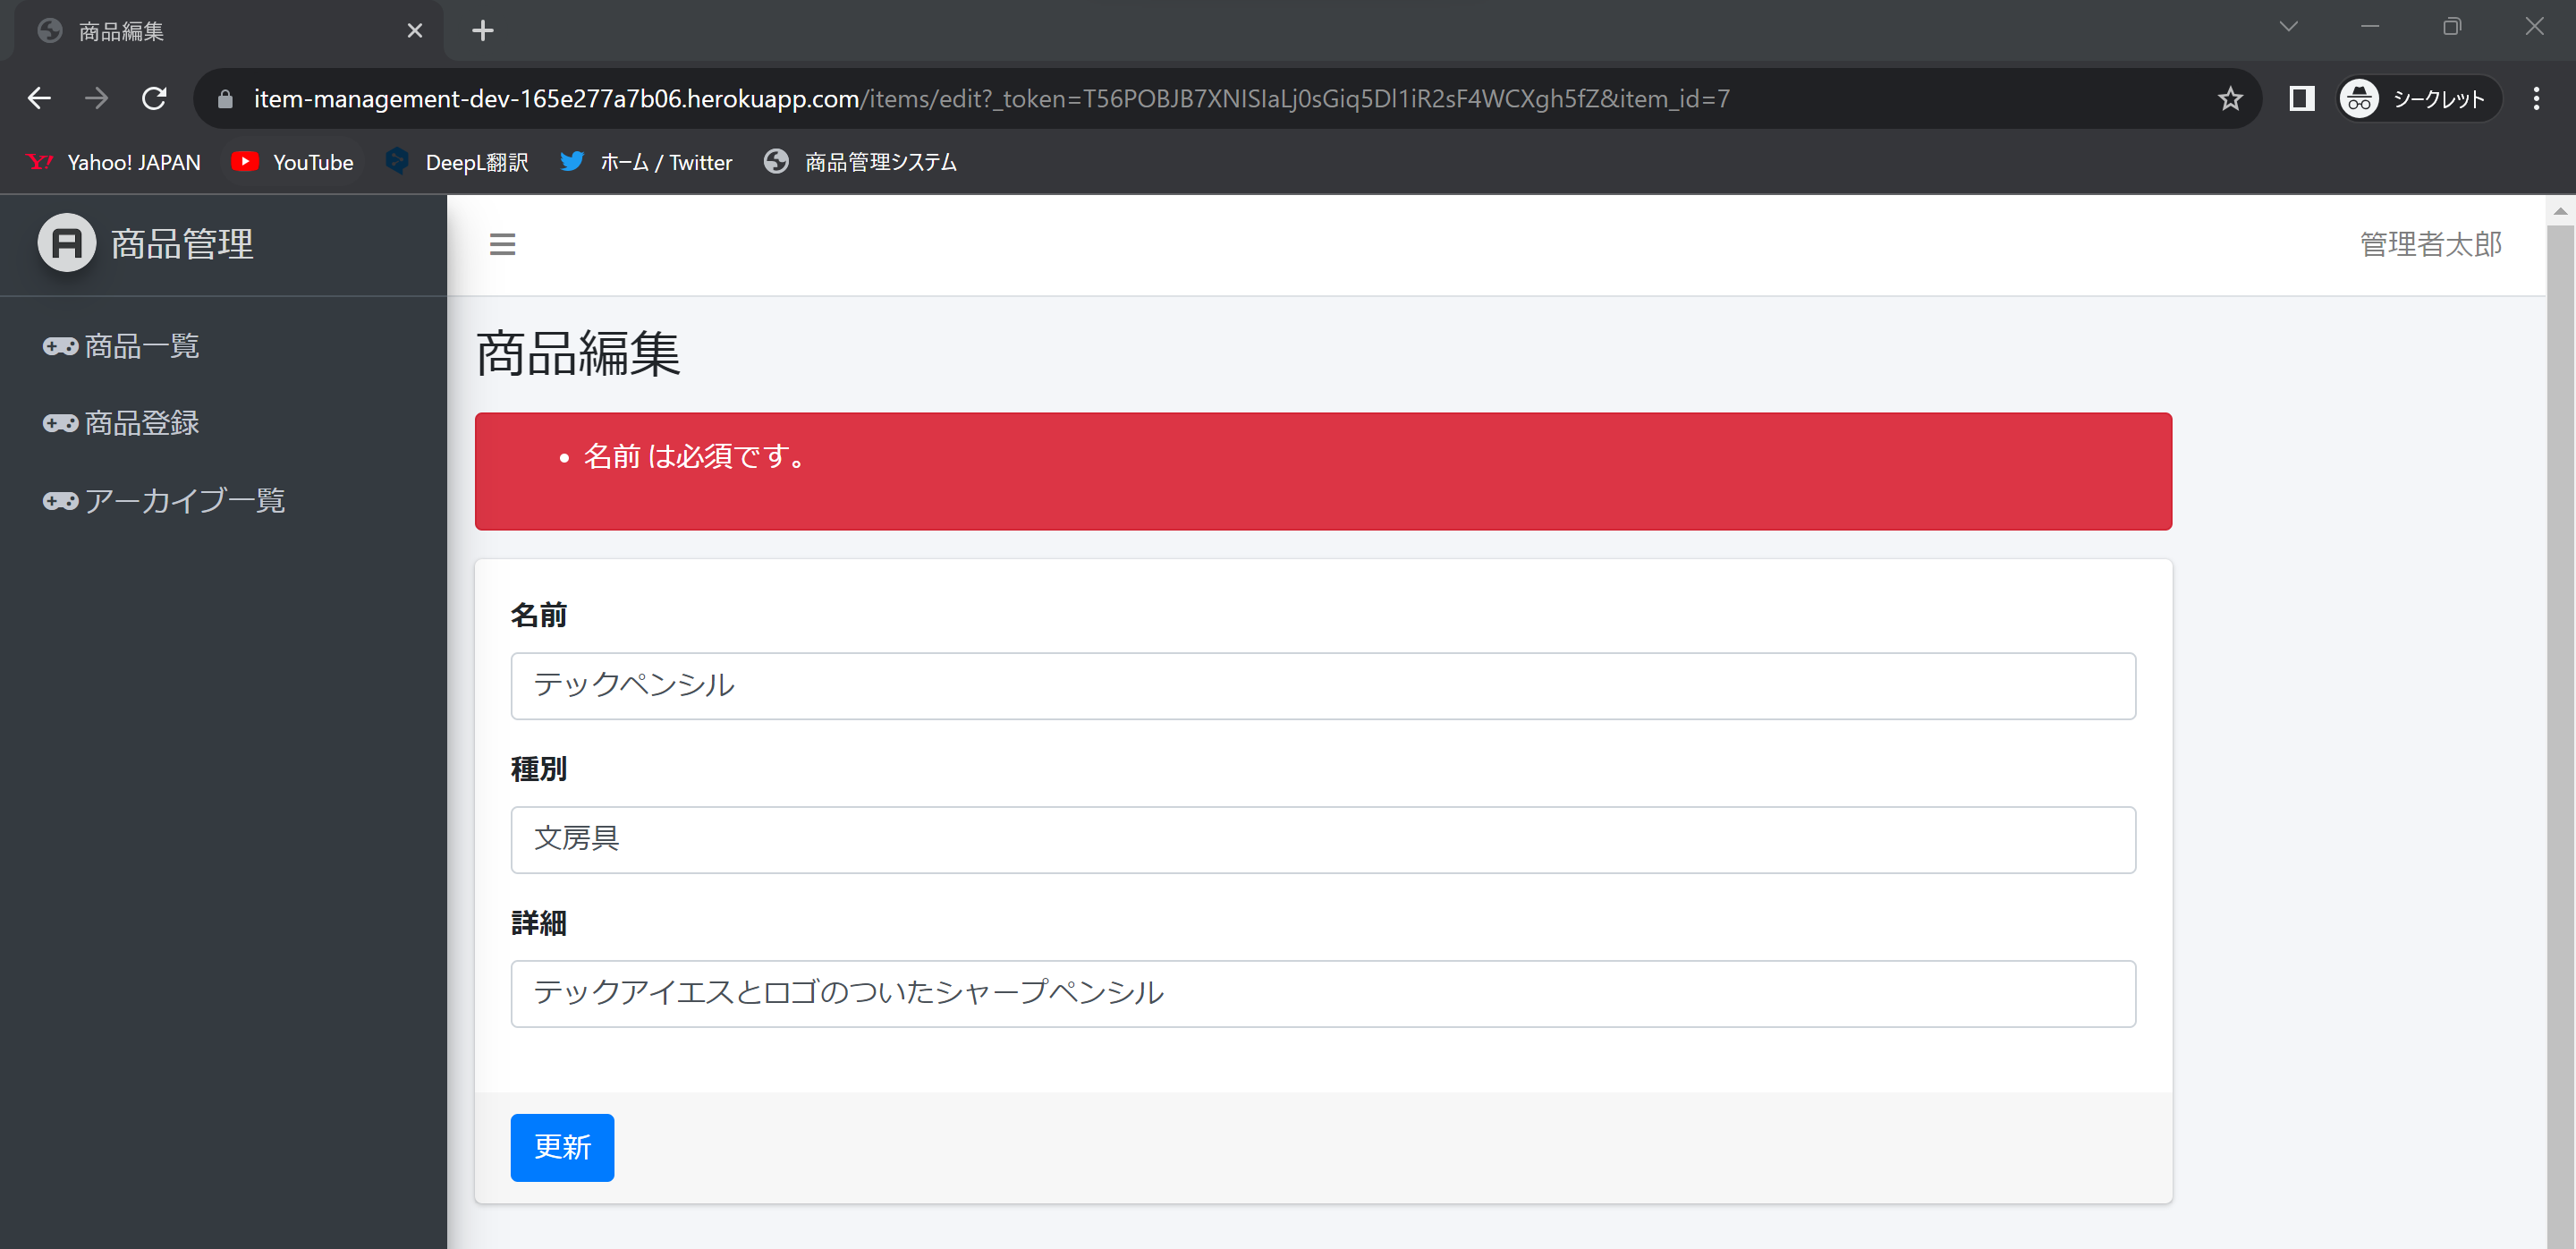 商品編集
item-management-dev-165e277a7b06.herokuapp.com/items/edit?_token=T56POBJB7XNISIaLj0sGiq5Dl1iR2sF4WCXgh5fZ&item_id=7
シークレット
Yahoo! JAPAN
YouTube
DeepL翻訳
ホーム / Twitter
商品管理システム
商品管理
管理者太郎
商品一覧
商品登録
アーカイブ一覧
商品編集
• 名前 は必須です。
名前
テックペンシル
種別
文房具
詳細
テックアイエスとロゴのついたシャープペンシル
更新